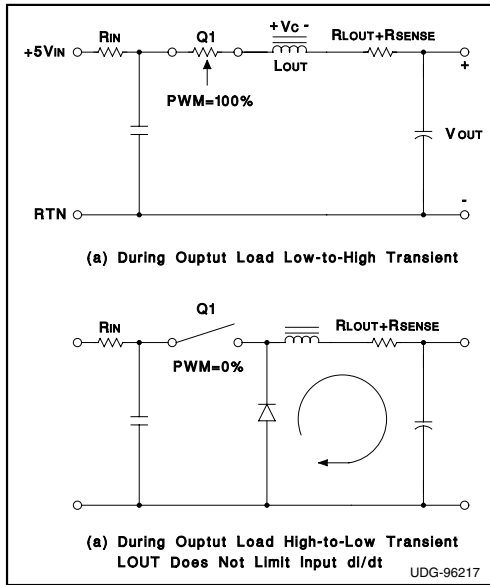 +5VIN RIN Q1 +VC - RLOUT+RSENSE
LOUT
+
PWM=100%
VOUT
RTN
-
(a) During Ouptut Load Low-to-High Transient
Q1
RIN RLOUT+RSENSE
PWM=0%
(a) During Ouptut Load High-to-Low Transient
LOUT Does Not Limit Input di/dt
UDG-96217